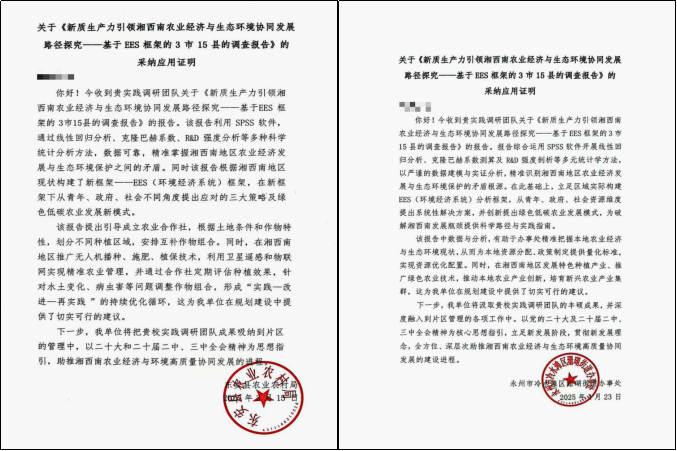 关于《新质生产力引领湘西南农业经济与生态环境协同发展
路径探究——基于 EES 框架的 3 市 15 县的调查报告》的
采纳应用证明
你好！今收到贵实践调研团队关于《新质生产力引领湘
西南农业经济与生态环境协同发展路径探究——基于 EES 框
架的 3市 15县的调查报告》的报告。该报告利用 SPSS 软件，
通过线性回归分析、克隆巴赫系数、R&D 强度分析等多种科学
统计分析方法，数据可靠，精准掌握湘西南地区农业经济发
展与生态环境保护之间的矛盾。同时该报告根据湘西南地区
现状构建了新框架——EES（环境经济系统）框架，在新框
架下从青年、政府、社会不同角度提出应对的三大策略及绿
色低碳农业发展新模式。
该报告提出引导成立农业合作社，根据土地条件和作物特
性，划分不同种植区域，安排互补作物组合。同时，在湘西南
地区推广无人机播种、施肥、植保技术，利用卫星遥感和物联
网实现精准农业管理，并通过合作社定期评估种植效果，针
对水土变化、病虫害等问题调整作物组合，形成“实践—改
进—再实践 ”的持续优化循环，这为我单位在规划建设中提
供了切实可行的建议。
下一步，我单位将把贵校实践调研团队成果吸纳到片区
的管理中，以二十大和二十届二中、三中全会精神为思想指
引，助推湘西南农业经济与环境高质量协同发展的进程。
东安县农业农村局
东安县农业农村局
关于《新质生产力引领湘西南农业经济与生态环境协同发展
路径探究——基于 EES 框架的 3 市 15 县的调查报告》的
采纳应用证明
你好！今收到贵实践调研团队关于《新质生产力引领湘西南
农业经济与生态环境协同发展路径探究——基于 EES 框架的 3 市
15 县的调查报告》的报告。报告综合运用 SPSS 软件开展线性回
归分析、克隆巴赫系数测算及 R&D 强度剖析等多元统计学方法，
以严谨的数据建模与实证分析，精准识别湘西南地区农业经济发
展与生态环境保护的矛盾根源。在此基础上，立足区域实际构建
EES（环境经济系统）分析框架，从青年、政府、社会资源维度
提出系统性解决方案，并创新提出绿色低碳农业发展模式，为破
解湘西南发展瓶颈提供科学路径与实践指南。
该报告中数据与分析，有助于办事处精准把握本地农业经济
与生态环境现状，从而为本地资源分配、政策制定提供量化标准，
实现资源优化配置。同时，在湘西南地区发展特色种植产业、推
广绿色农业技术，推动本地农业产业创新，培育新兴农业产业集
群。这为我单位在规划建设中提供了切实可行的建议。
下一步，我单位将汲取贵校实践调研团队的丰硕成果，并深
度融入到片区管理的各项工作中。以党的二十大及二十届二中、
三中全会精神为核心思想指引，立足新发展阶段，贯彻新发展理
念，全方位、深层次助推湘西南农业经济与生态环境高质量协同
发展的建设进程。